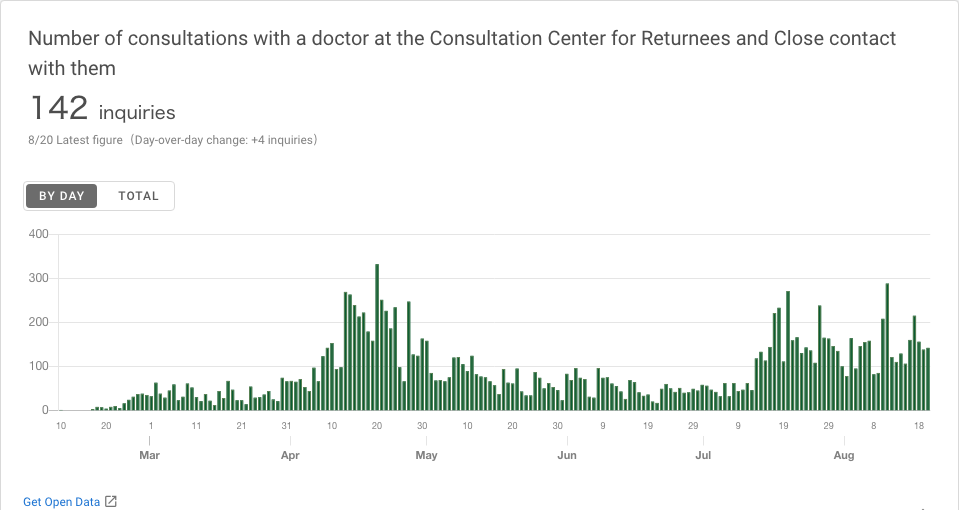 Number of consultations with a doctor at the Consultation Center for Returnees and Close contact
with them
142 inquiries
8/20 Latest figure（Day-over-day change: +4 inquiries）
BY DAY TOTAL
400
300
200
100
0
10 20 1 11 21 31 10 20 30 10 20 30 9 19 29 9 19 29 8 18
Mar Apr May Jun Jul Aug
Get Open Data